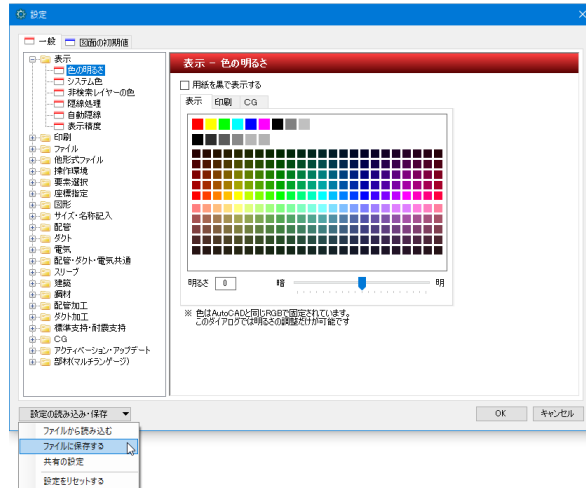 設定
一般 図面の初期値
表示
色の明るさ
システム色
非検索レイヤーの色
隠線処理
自動隠線
表示精度
印刷
ファイル
他形式ファイル
操作環境
要素選択
座標指定
図形
サイズ・名称記入
配管
ダクト
電気
配管・ダクト・電気共通
スリーブ
建築
鋼材
配管加工
ダクト加工
標準支持・耐震支持
CG
アクティベーション・アップデート
部材(マルチランゲージ)
表示 - 色の明るさ
用紙を黒で表示する
表示 印刷 CG
明るさ 0 暗 明
※ 色はAutoCADと同じRGBで固定されています。
このダイアログでは明るさの調整だけが可能です
設定の読み込み・保存 OK キャンセル
ファイルから読み込む
ファイルに保存する
共有の設定
設定をリセットする